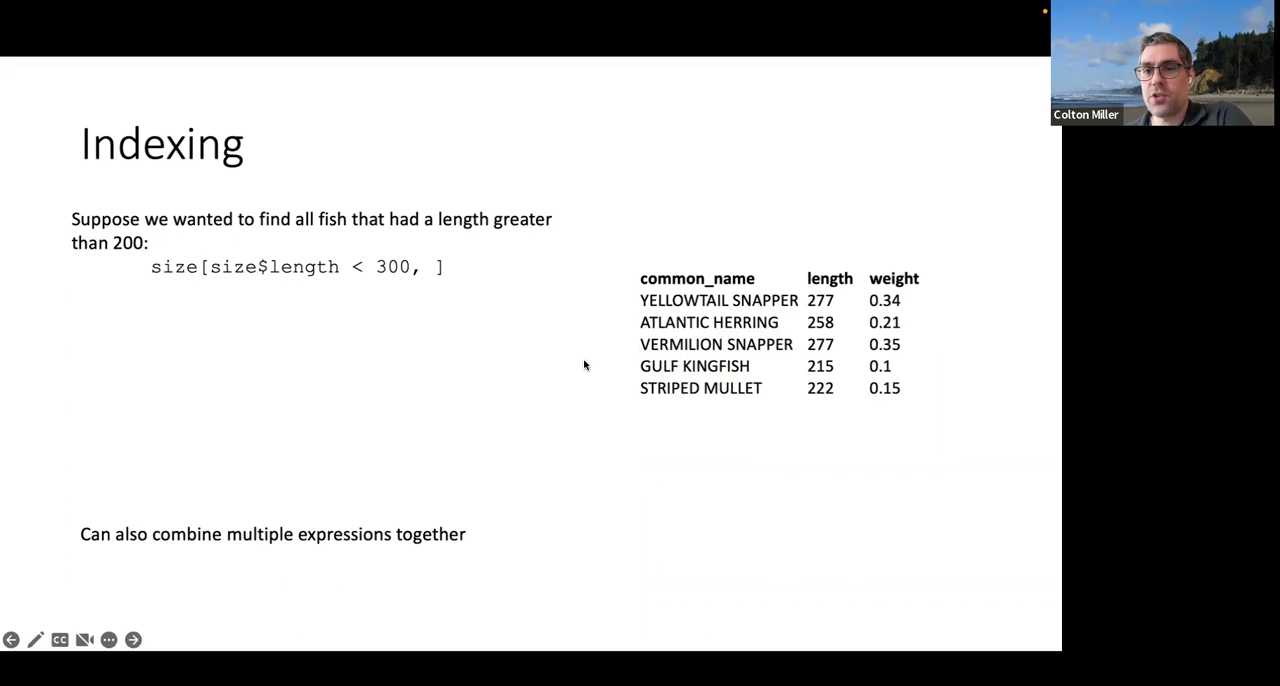 Colton Miller
Indexing
Suppose we wanted to find all fish that had a length greater
than 200:
size[size$length < 300, ]
common_name length weight
YELLOWTAIL SNAPPER 277 0.34
ATLANTIC HERRING 258 0.21
VERMILION SNAPPER 277 0.35
GULF KINGFISH 215 0.1
STRIPED MULLET 222 0.15
Can also combine multiple expressions together
CC